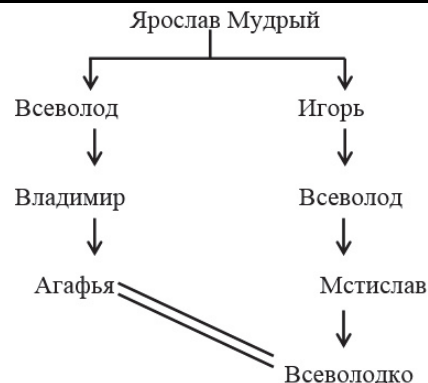 Ярослав Мудрый
Всеволод Игорь
Владимир Всеволод
Агафья Мстислав
Всеволодко